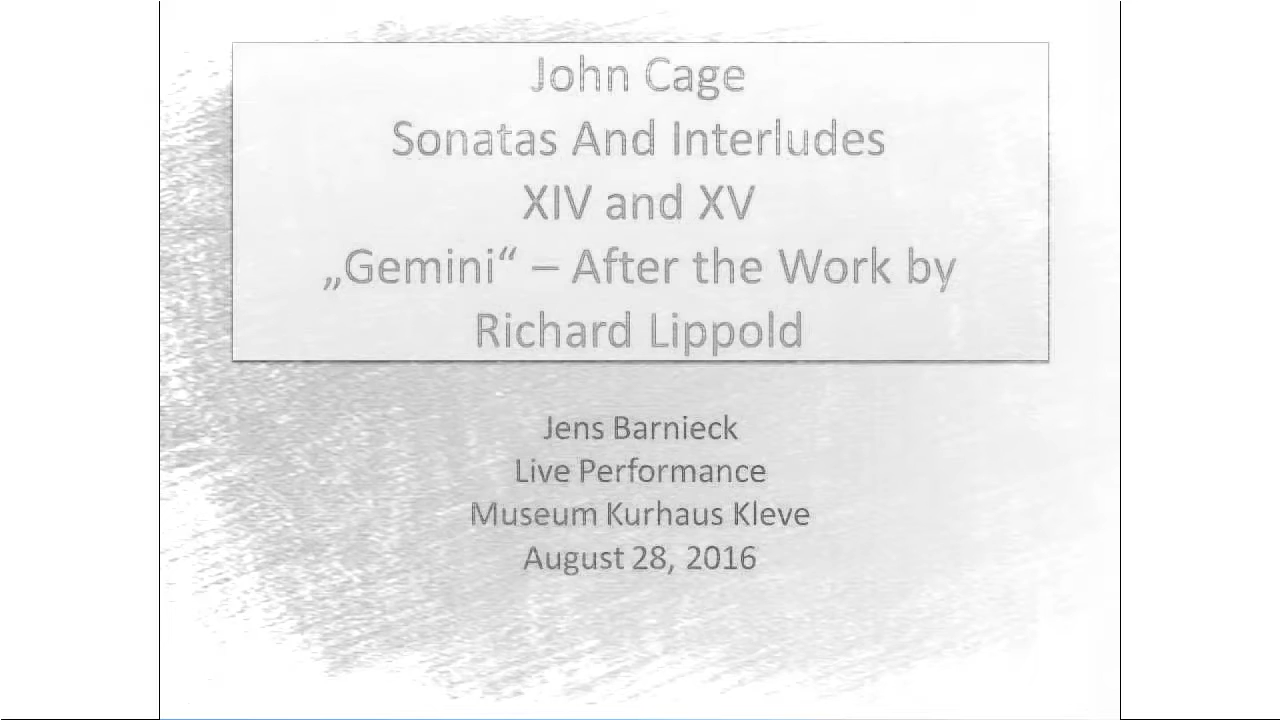 John Cage
Sonatas And Interludes
XIV and XV
„Gemini“ – After the Work by
Richard Lippold
Jens Barnieck
Live Performance
Museum Kurhaus Kleve
August 28, 2016